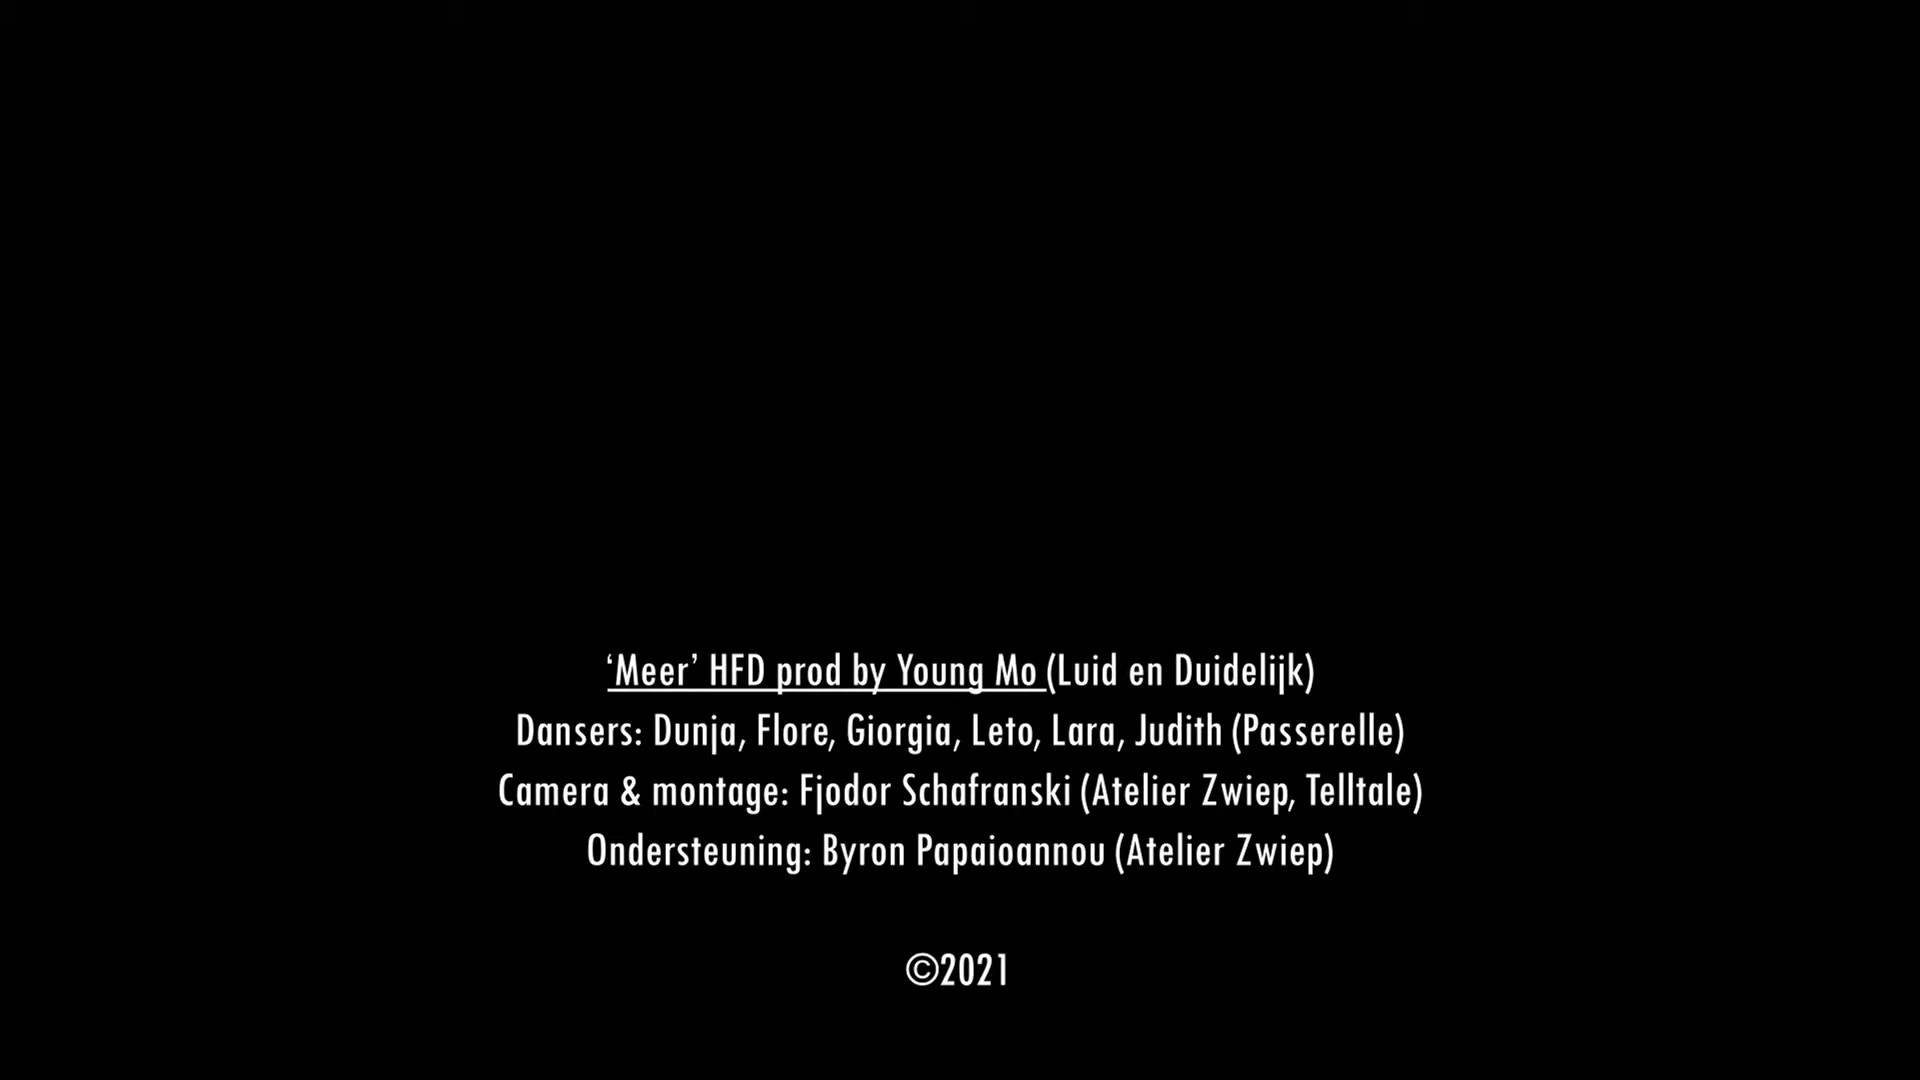 ‘Meer’ HFD prod by Young Mo (Luid en Duidelijk)
Dansers: Dunja, Flore, Giorgia, Leto, Lara, Judith (Passerelle)
Camera & montage: Fjodor Schafranski (Atelier Zwiep, Telltale)
Ondersteuning: Byron Papaioannou (Atelier Zwiep)
©2021